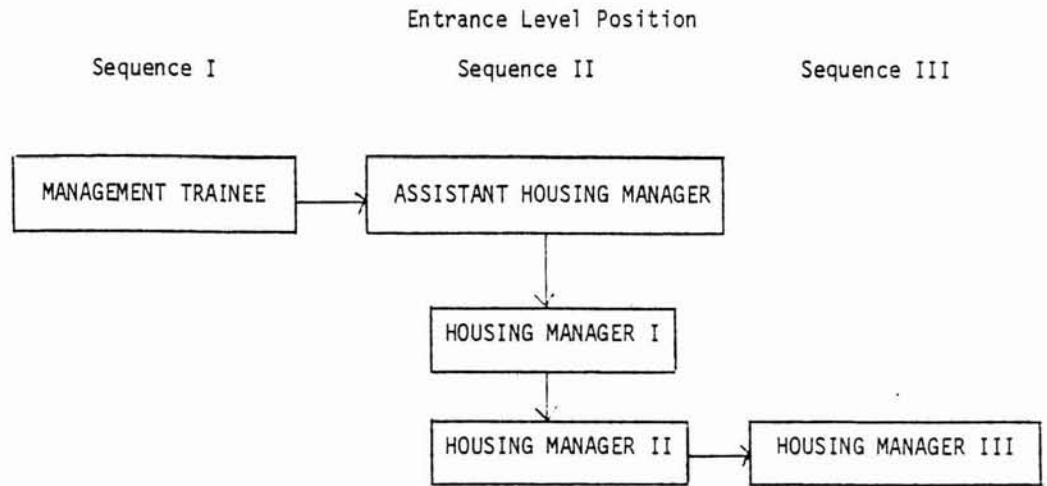 Entrance Level Position
Sequence I Sequence II Sequence III
MANAGEMENT TRAINEE ASSISTANT HOUSING MANAGER
HOUSING MANAGER I
HOUSING MANAGER II HOUSING MANAGER III